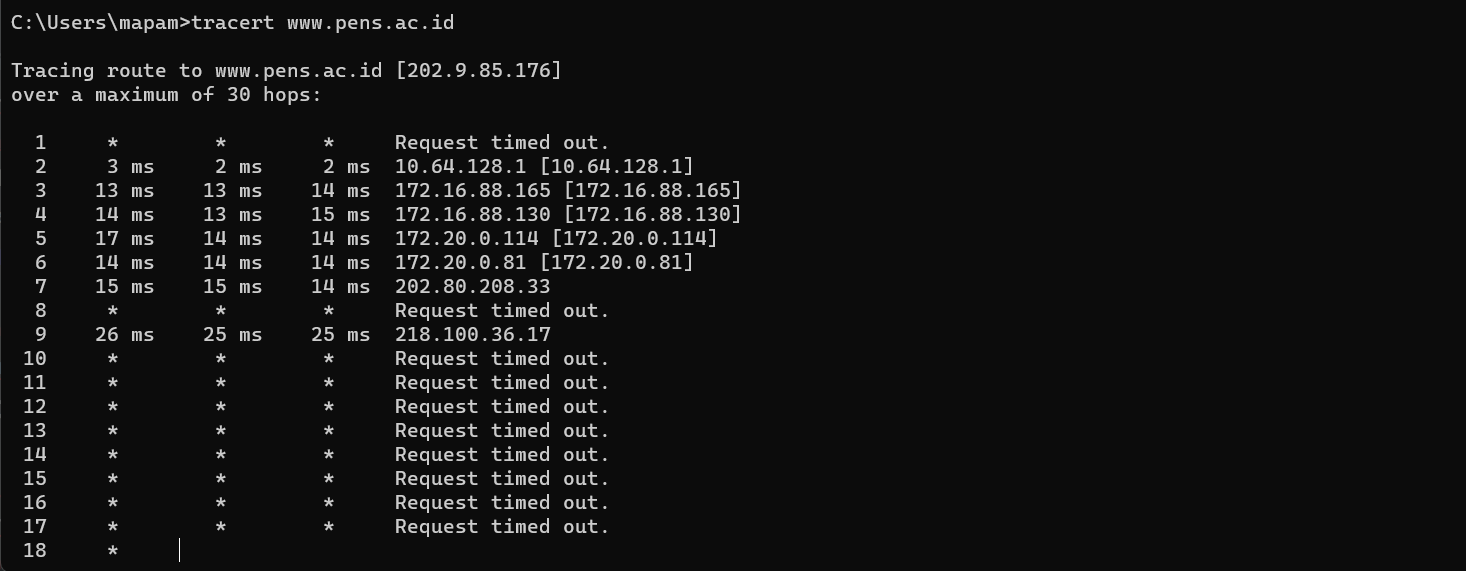 C:\Users\mapam>tracert www.pens.ac.id
Tracing route to www.pens.ac.id [202.9.85.176]
over a maximum of 30 hops:
1 * * * Request timed out.
2 3 ms 2 ms 2 ms 10.64.128.1 [10.64.128.1]
3 13 ms 13 ms 14 ms 172.16.88.165 [172.16.88.165]
4 14 ms 13 ms 15 ms 172.16.88.130 [172.16.88.130]
5 17 ms 14 ms 14 ms 172.20.0.114 [172.20.0.114]
6 14 ms 14 ms 14 ms 172.20.0.81 [172.20.0.81]
7 15 ms 15 ms 14 ms 202.80.208.33
8 * * * Request timed out.
9 26 ms 25 ms 25 ms 218.100.36.17
10 * * * Request timed out.
11 * * * Request timed out.
12 * * * Request timed out.
13 * * * Request timed out.
14 * * * Request timed out.
15 * * * Request timed out.
16 * * * Request timed out.
17 * * * Request timed out.
18 *